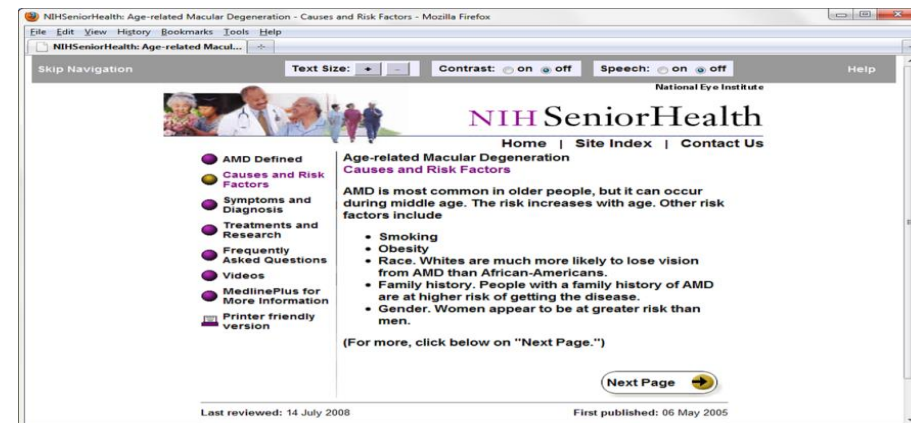 NIHSeniorHealth: Age-related Macular Degeneration - Causes and Risk Factors - Mozilla Firefox
File Edit View History Bookmarks Tools Help
NIHSeniorHealth: Age-related Macul...
Skip Navigation Text Size: + - Contrast: on off Speech: on off Help
National Eye Institute
NIH SeniorHealth
Home | Site Index | Contact Us
AMD Defined
Causes and Risk
Factors
Symptoms and
Diagnosis
Treatments and
Research
Frequently
Asked Questions
Videos
MedlinePlus for
More Information
Printer friendly
version
Age-related Macular Degeneration
Causes and Risk Factors
AMD is most common in older people, but it can occur
during middle age. The risk increases with age. Other risk
factors include
• Smoking
• Obesity
• Race. Whites are much more likely to lose vision
from AMD than African-Americans.
• Family history. People with a family history of AMD
are at higher risk of getting the disease.
• Gender. Women appear to be at greater risk than
men.
(For more, click below on "Next Page.")
Next Page
Last reviewed: 14 July 2008 First published: 06 May 2005